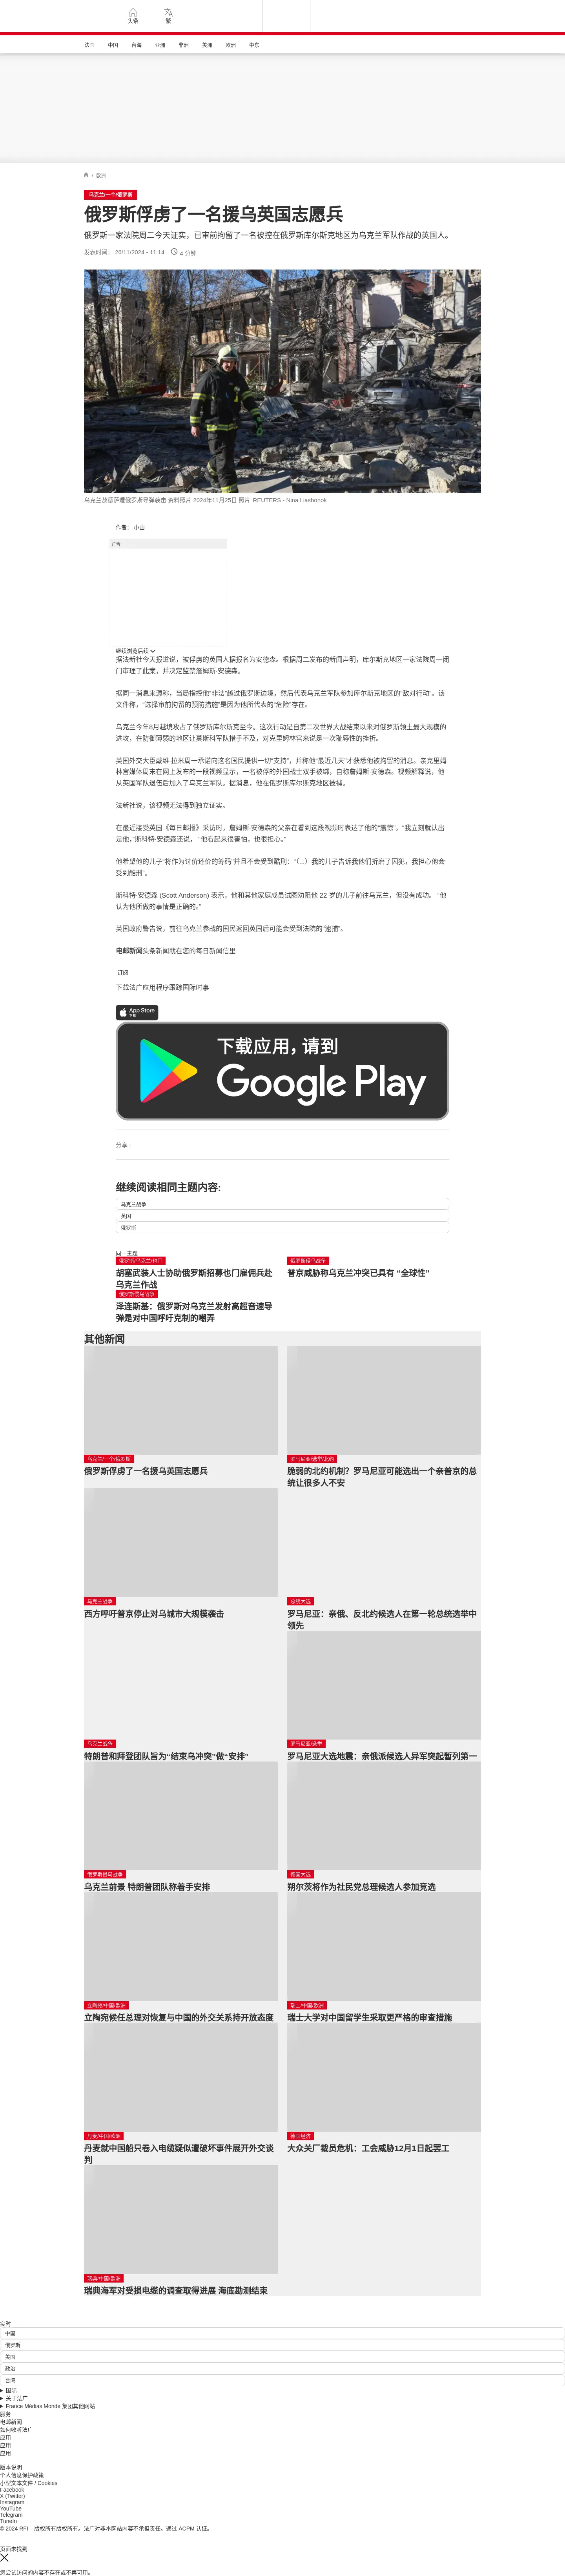 头条
繁
法国
中国
台海
亚洲
非洲
美洲
欧洲
中东
/ 欧洲
乌克兰/一个/俄罗斯
俄罗斯俘虏了一名援乌英国志愿兵
俄罗斯一家法院周二今天证实，已审前拘留了一名被控在俄罗斯库尔斯克地区为乌克兰军队作战的英国人。
发表时间： 26/11/2024 - 11:14
4 分钟
乌克兰敖德萨遭俄罗斯导弹袭击 资料照片 2024年11月25日 照片 REUTERS - Nina Liashonok
作者： 小山
广告
继续浏览后续
据法新社今天报道说，被俘虏的英国人据报名为安德森。根据周二发布的新闻声明，库尔斯克地区一家法院周一闭
门审理了此案，并决定监禁詹姆斯·安德森。
据同一消息来源称，当局指控他“非法”越过俄罗斯边境，然后代表乌克兰军队参加库尔斯克地区的“敌对行动”。该
文件称，“选择审前拘留的预防措施”是因为他所代表的“危险”存在。
乌克兰今年8月越境攻占了俄罗斯库尔斯克至今。这次行动是自第二次世界大战结束以来对俄罗斯领土最大规模的
进攻，在防御薄弱的地区让莫斯科军队措手不及，对克里姆林宫来说是一次耻辱性的挫折。
英国外交大臣戴维·拉米周一承诺向这名国民提供一切“支持”，并称他“最近几天”才获悉他被拘留的消息。亲克里姆
林宫媒体周末在网上发布的一段视频显示，一名被俘的外国战士双手被绑，自称詹姆斯·安德森。视频解释说，他
从英国军队退伍后加入了乌克兰军队。据消息，他在俄罗斯库尔斯克地区被捕。
法新社说，该视频无法得到独立证实。
在最近接受英国《每日邮报》采访时，詹姆斯·安德森的父亲在看到这段视频时表达了他的“震惊”。“我立刻就认出
是他，”斯科特·安德森还说， “他看起来很害怕，也很担心。”
他希望他的儿子“将作为讨价还价的筹码”并且不会受到酷刑：“（...）我的儿子告诉我他们折磨了囚犯，我担心他会
受到酷刑”。
斯科特·安德森 (Scott Anderson) 表示，他和其他家庭成员试图劝阻他 22 岁的儿子前往乌克兰，但没有成功。 “他
认为他所做的事情是正确的。”
英国政府警告说，前往乌克兰参战的国民返回英国后可能会受到法院的“逮捕”。
电邮新闻头条新闻就在您的每日新闻信里
订阅
下载法广应用程序跟踪国际时事
App Store
下载
下载应用，请到
Google Play
分享 :
继续阅读相同主题内容:
乌克兰战争
英国
俄罗斯
同一主题
俄罗斯/乌克兰/也门
胡塞武装人士协助俄罗斯招募也门雇佣兵赴
乌克兰作战
俄罗斯侵乌战争
普京威胁称乌克兰冲突已具有 “全球性”
俄罗斯侵乌战争
泽连斯基：俄罗斯对乌克兰发射高超音速导
弹是对中国呼吁克制的嘲弄
其他新闻
乌克兰/一个/俄罗斯
俄罗斯俘虏了一名援乌英国志愿兵
罗马尼亚/选举/北约
脆弱的北约机制？罗马尼亚可能选出一个亲普京的总
统让很多人不安
乌克兰战争
西方呼吁普京停止对乌城市大规模袭击
总统大选
罗马尼亚：亲俄、反北约候选人在第一轮总统选举中
领先
乌克兰战争
特朗普和拜登团队旨为“结束乌冲突”做“安排”
罗马尼亚/选举
罗马尼亚大选地震：亲俄派候选人异军突起暂列第一
俄罗斯侵乌战争
乌克兰前景 特朗普团队称着手安排
德国大选
朔尔茨将作为社民党总理候选人参加竞选
立陶宛/中国/欧洲
立陶宛候任总理对恢复与中国的外交关系持开放态度
瑞士/中国/欧洲
瑞士大学对中国留学生采取更严格的审查措施
丹麦/中国/欧洲
丹麦就中国船只卷入电缆疑似遭破坏事件展开外交谈
判
德国经济
大众关厂裁员危机：工会威胁12月1日起罢工
瑞典/中国/欧洲
瑞典海军对受损电缆的调查取得进展 海底勘测结束
实时
中国
俄罗斯
美国
政治
台湾
国际
关于法广
France Médias Monde 集团其他网站
服务
电邮新闻
如何收听法广
应用
应用
应用
版本说明
个人信息保护政策
小型文本文件 / Cookies
Facebook
X (Twitter)
Instagram
YouTube
Telegram
TuneIn
© 2024 RFI – 版权所有版权所有。法广对非本网站内容不承担责任。通过 ACPM 认证。
页面未找到
您尝试访问的内容不存在或不再可用。